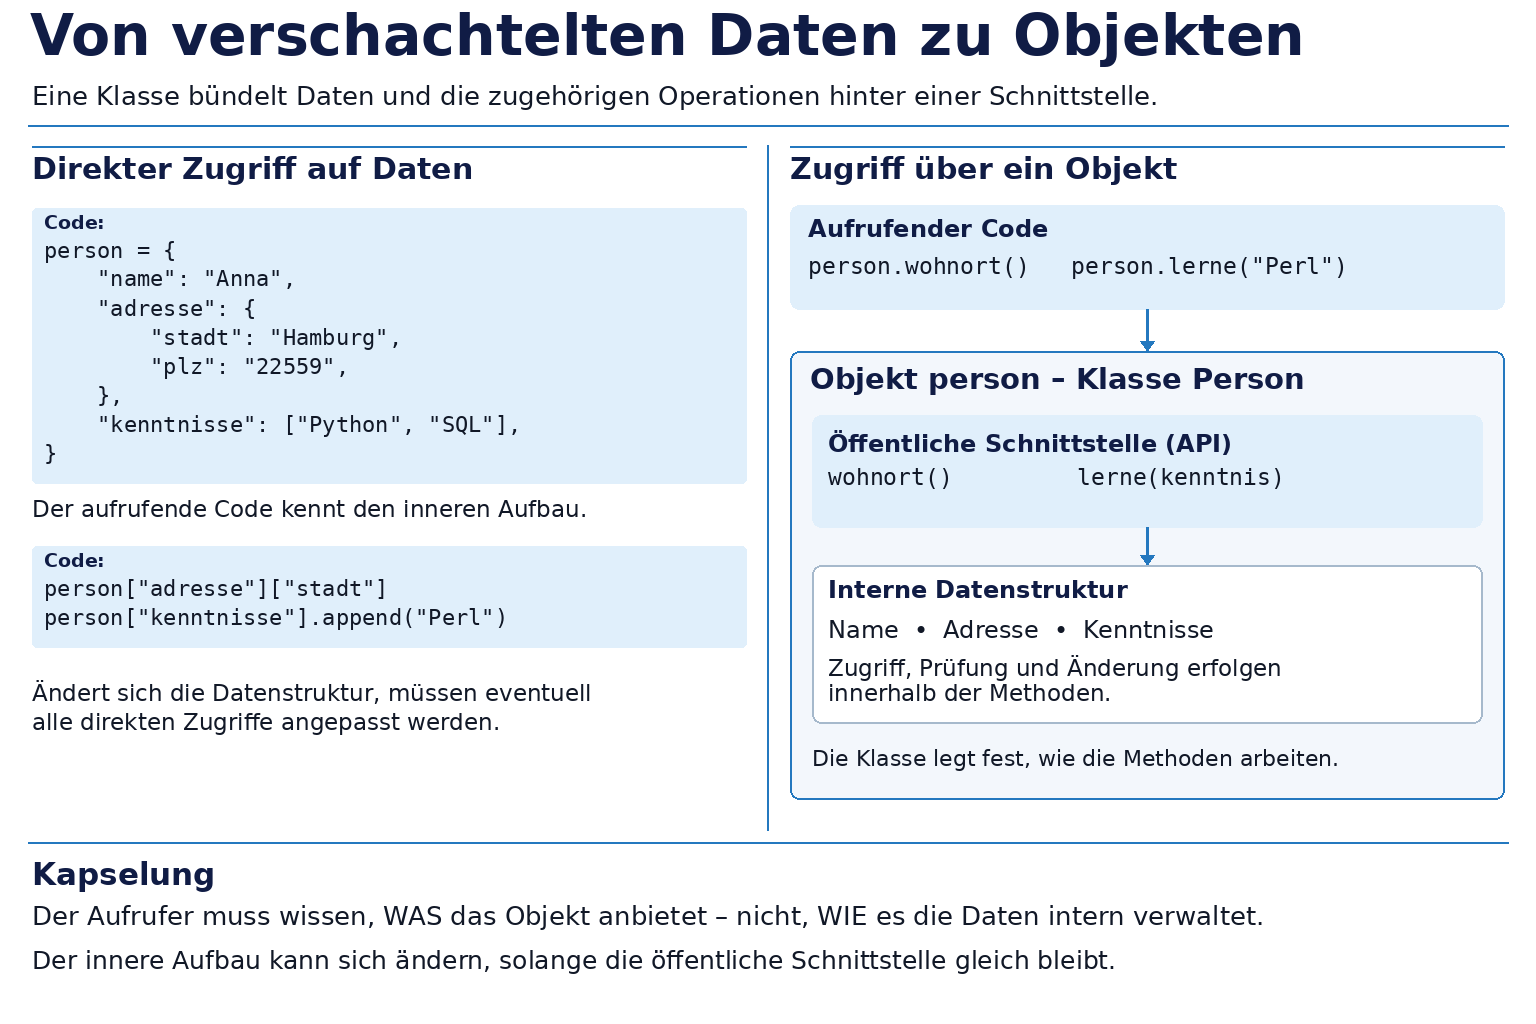 Von verschachtelten Daten zu Objekten
Eine Klasse bündelt Daten und die zugehörigen Operationen hinter einer Schnittstelle.
Direkter Zugriff auf Daten
Code:
person = {
    "name": "Anna",
    "adresse": {
        "stadt": "Hamburg",
        "plz": "22559",
    },
    "kenntnisse": ["Python", "SQL"],
}
Der aufrufende Code kennt den inneren Aufbau.
Code:
person["adresse"]["stadt"]
person["kenntnisse"].append("Perl")
Ändert sich die Datenstruktur, müssen eventuell
alle direkten Zugriffe angepasst werden.
Zugriff über ein Objekt
Aufrufender Code
person.wohnort()   person.lerne("Perl")
Objekt person – Klasse Person
Öffentliche Schnittstelle (API)
wohnort()         lerne(kenntnis)
Interne Datenstruktur
Name • Adresse • Kenntnisse
Zugriff, Prüfung und Änderung erfolgen
innerhalb der Methoden.
Die Klasse legt fest, wie die Methoden arbeiten.
Kapselung
Der Aufrufer muss wissen, WAS das Objekt anbietet – nicht, WIE es die Daten intern verwaltet.
Der innere Aufbau kann sich ändern, solange die öffentliche Schnittstelle gleich bleibt.